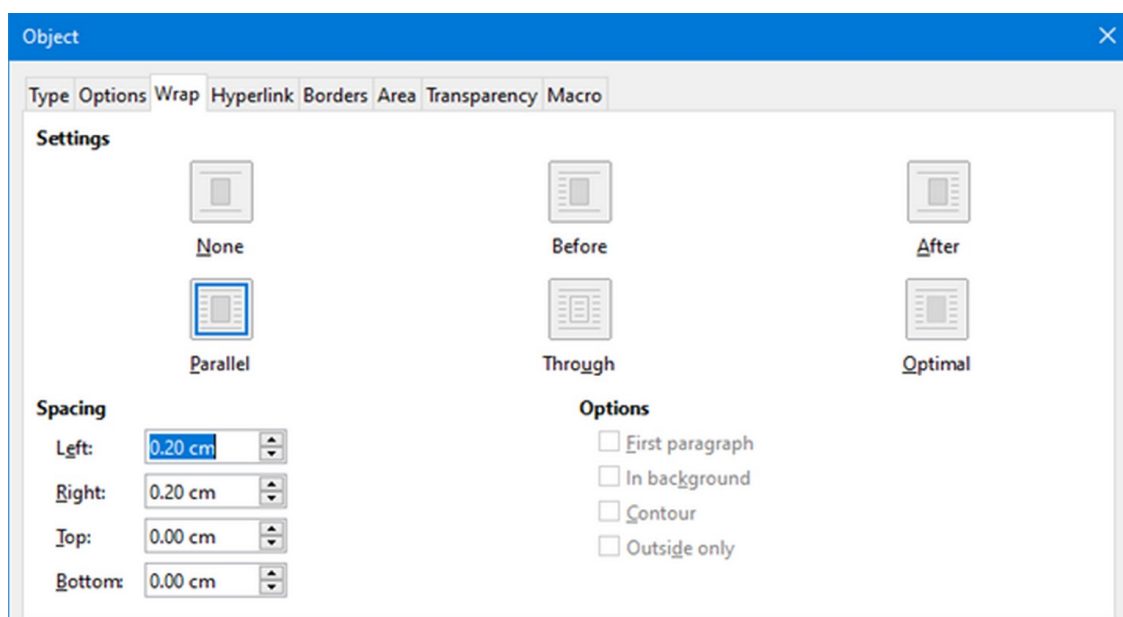 Object
Type Options Wrap Hyperlink Borders Area Transparency Macro
Settings
None Before After
Parallel Through Optimal
Spacing Options
Left: 0.20 cm First paragraph
Right: 0.20 cm In background
Top: 0.00 cm Contour
Bottom: 0.00 cm Outside only